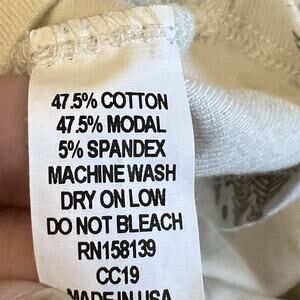 47.5% COTTON
47.5% MODAL
5% SPANDEX
MACHINE WASH
DRY ON LOW
DO NOT BLEACH
RN158139
CC19
MADE IN USA